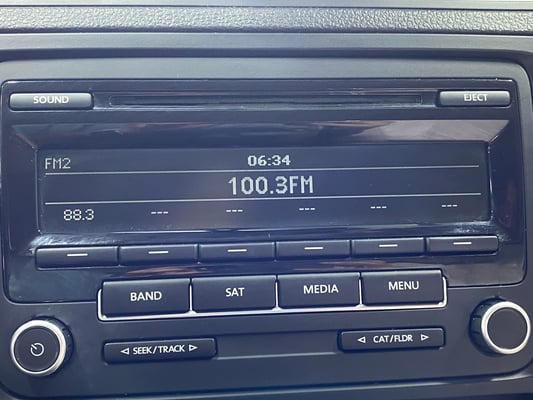 SOUND EJECT
FM2 06:34
100.3FM
88.3 --- --- --- --- ---
BAND SAT MEDIA MENU
◁ SEEK/TRACK ▷ ◁ CAT/FLDR ▷